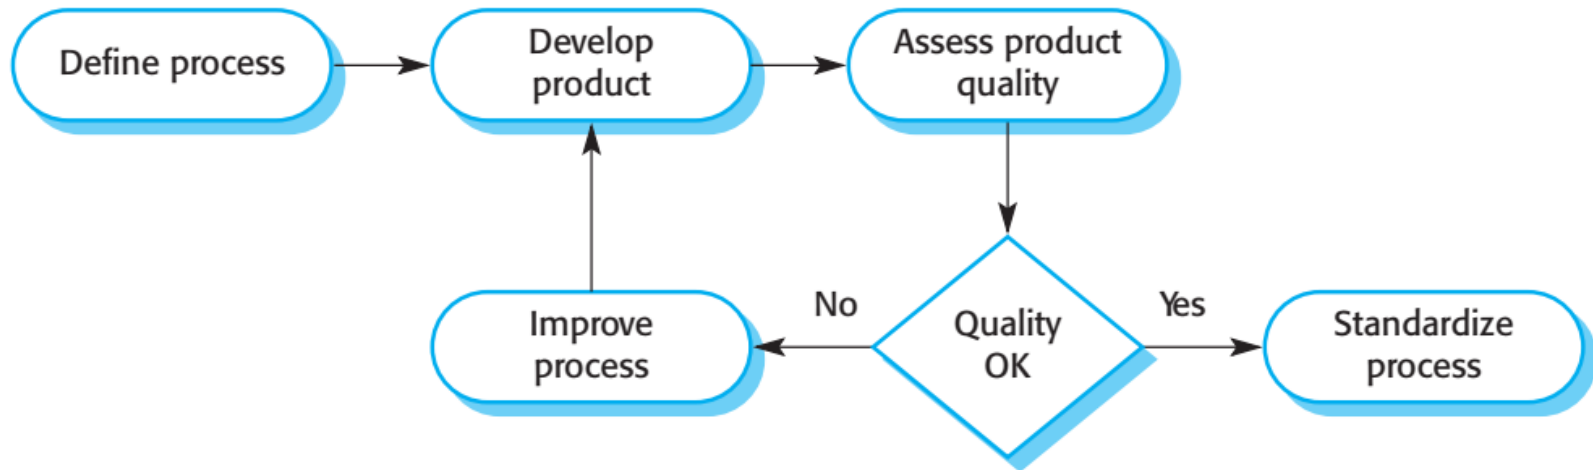 Define process
Develop
product
Assess product
quality
No
Quality
OK
Yes
Improve
process
Standardize
process